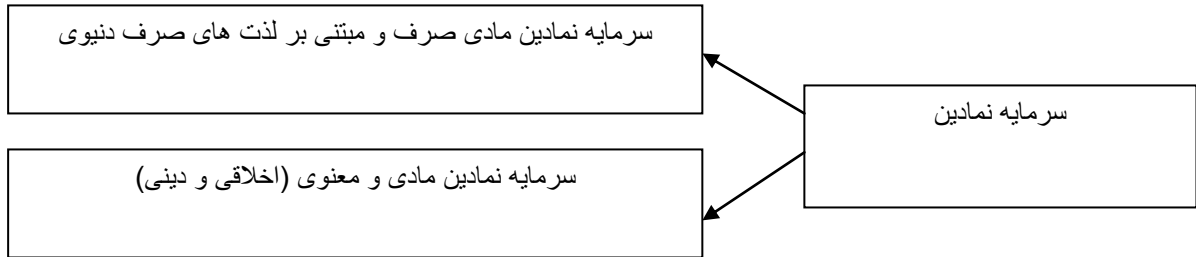 سرمایه نمادین مادی صرف و مبتنی بر لذت های صرف دنیوی
سرمایه نمادین
سرمایه نمادین مادی و معنوی (اخلاقی و دینی)